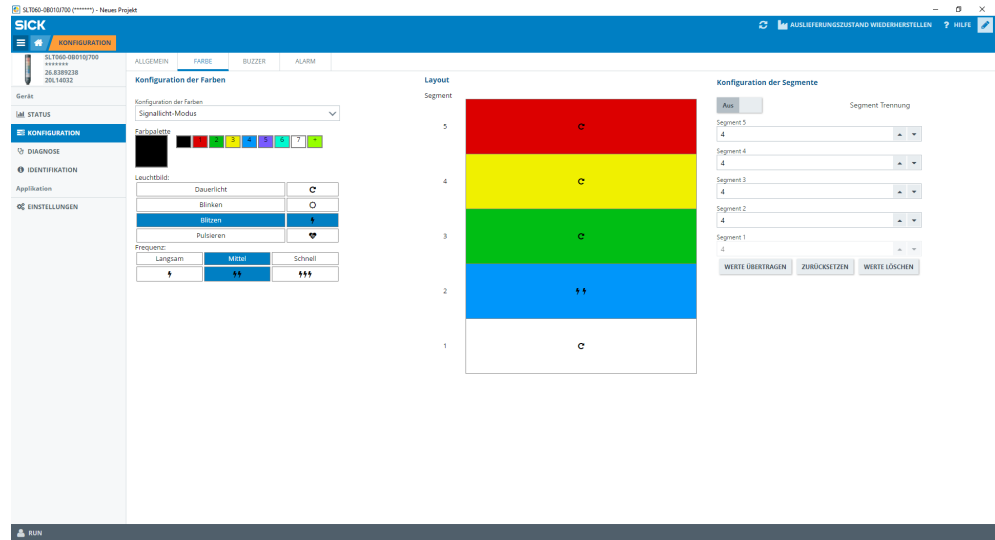 SLT060-0B010J700 (*******) - Neues Projekt
SICK
AUSLIEFERUNGSZUSTAND WIEDERHERSTELLEN
? HILFE
KONFIGURATION
SLT060-0B010J700
*******
26.8389238
20L14032
Gerät
STATUS
KONFIGURATION
DIAGNOSE
IDENTIFIKATION
Applikation
EINSTELLUNGEN
ALLGEMEIN FARBE BUZZER ALARM
Konfiguration der Farben
Konfiguration der Farben
Signallicht-Modus
Farbpalette
1 2 3 4 5 6 7 *
Leuchtbild:
Dauerlicht
Blinken
Blitzen
Pulsieren
Frequenz:
Langsam Mittel Schnell
Layout
Segment
5
4
3
2
1
Konfiguration der Segmente
Aus Segment Trennung
Segment 5
4
Segment 4
4
Segment 3
4
Segment 2
4
Segment 1
4
WERTE ÜBERTRAGEN ZURÜCKSETZEN WERTE LÖSCHEN
RUN